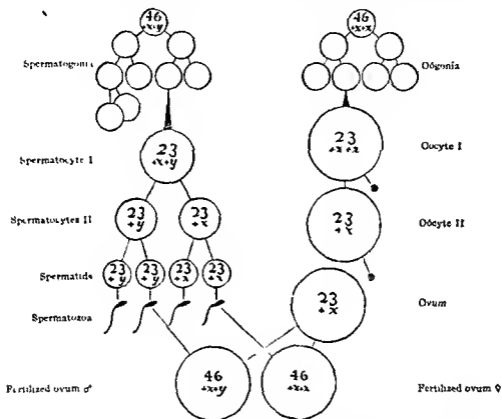 46
+x+y
46
+x+x
Spermatogonia
Oögonia
23
+x+y
23
+x+x
Spermatocyte I
Oocyte I
23
+y
23
+x
23
+x
Spermatocytes II
Oöcyte II
23
+y
23
+y
23
+x
23
+x
Spermatids
23
+x
Ovum
Spermatozoa
46
+x+y
46
+x+x
Fertilized ovum ♂
Fertilized ovum ♀